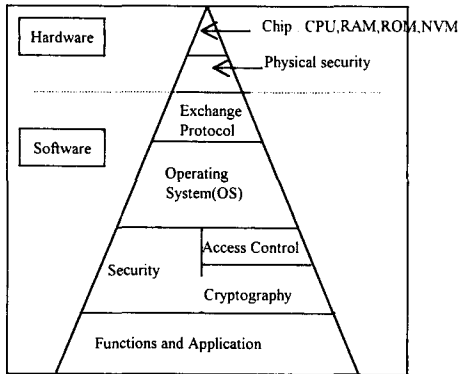 Hardware
Chip : CPU,RAM,ROM,NVM
Physical security
Exchange
Protocol
Software
Operating
System(OS)
Access Control
Security
Cryptography
Functions and Application